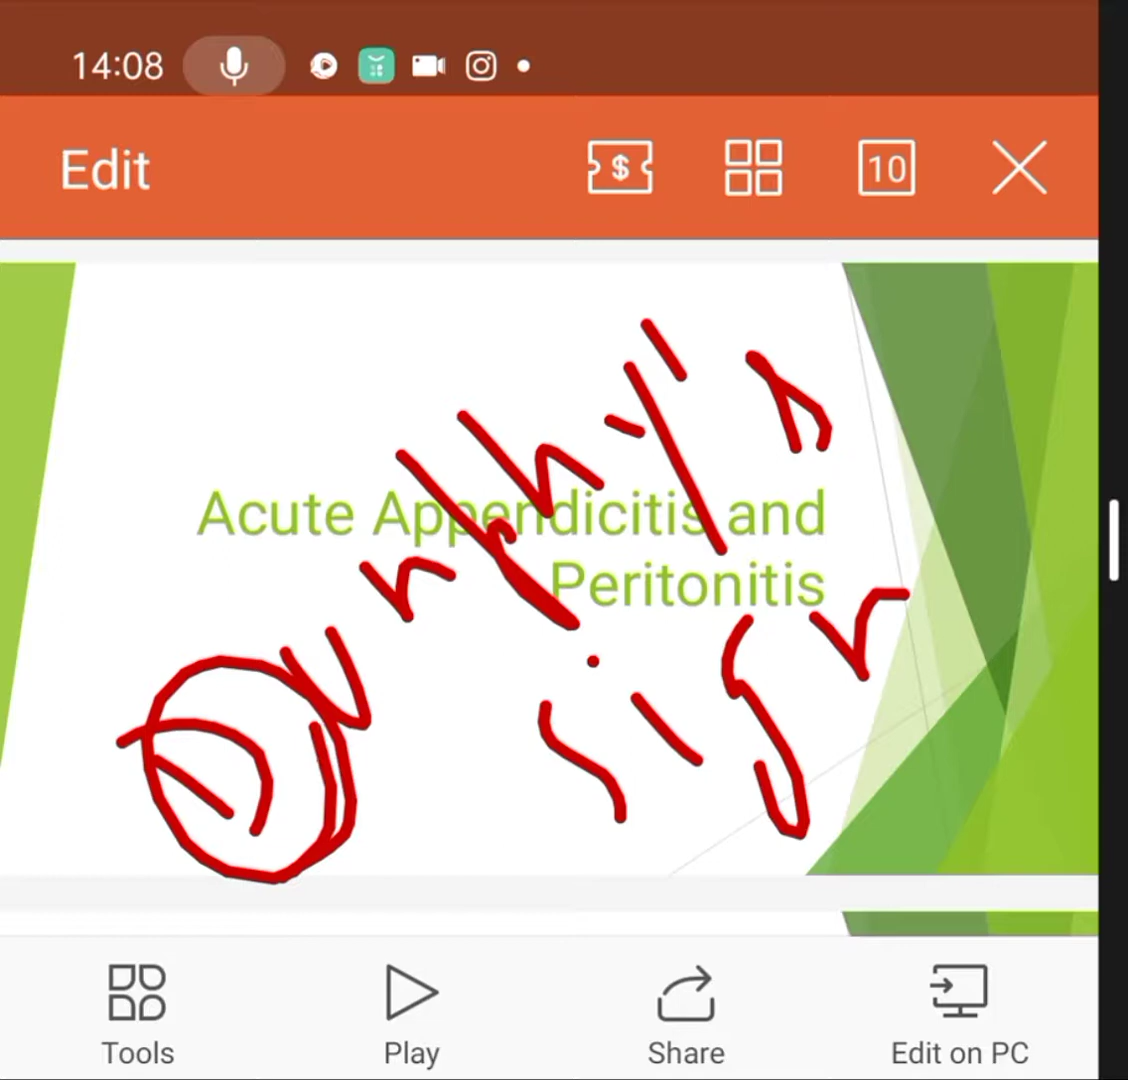 14:08
Edit $ 10
Dunphy's
Acute Appendicitis and
Peritonitis
sign
Tools Play Share Edit on PC